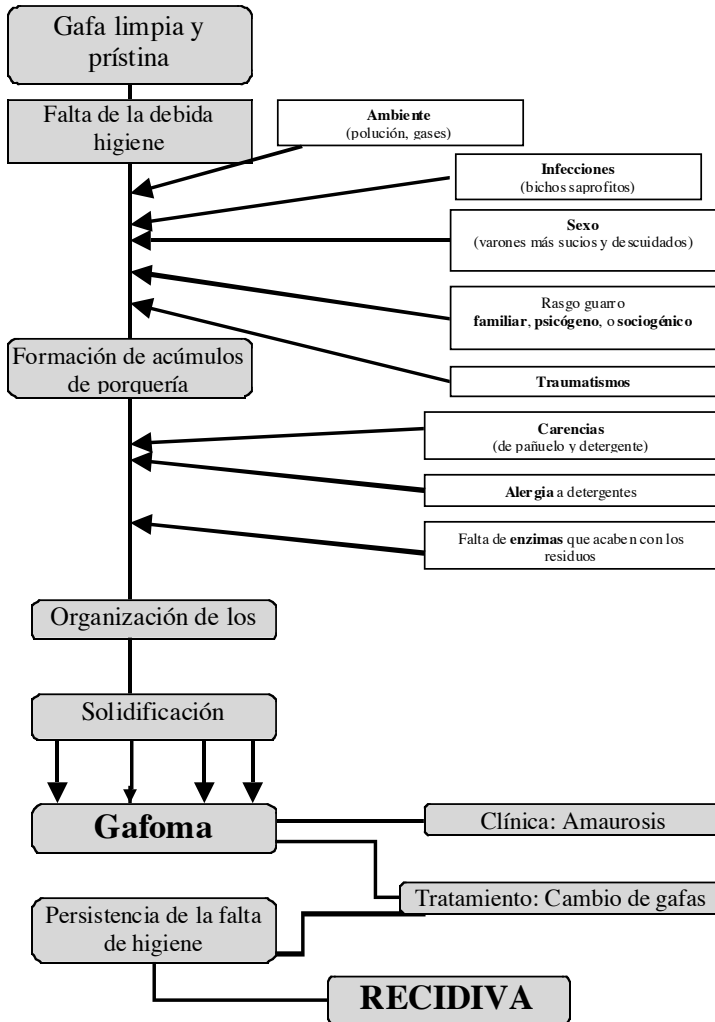 Gafa limpia y
prístina
Falta de la debida
higiene
Ambiente
(polución, gases)
Infecciones
(bichos saprofitos)
Sexo
(varones más sucios y descuidados)
Rasgo guarro
familiar, psicógeno, o sociogénico
Formación de acúmulos
de porquería
Traumatismos
Carencias
(de pañuelo y detergente)
Alergia a detergentes
Falta de enzimas que acaben con los
residuos
Organización de los
Solidificación
Gafoma
Clínica: Amaurosis
Tratamiento: Cambio de gafas
Persistencia de la falta
de higiene
RECIDIVA